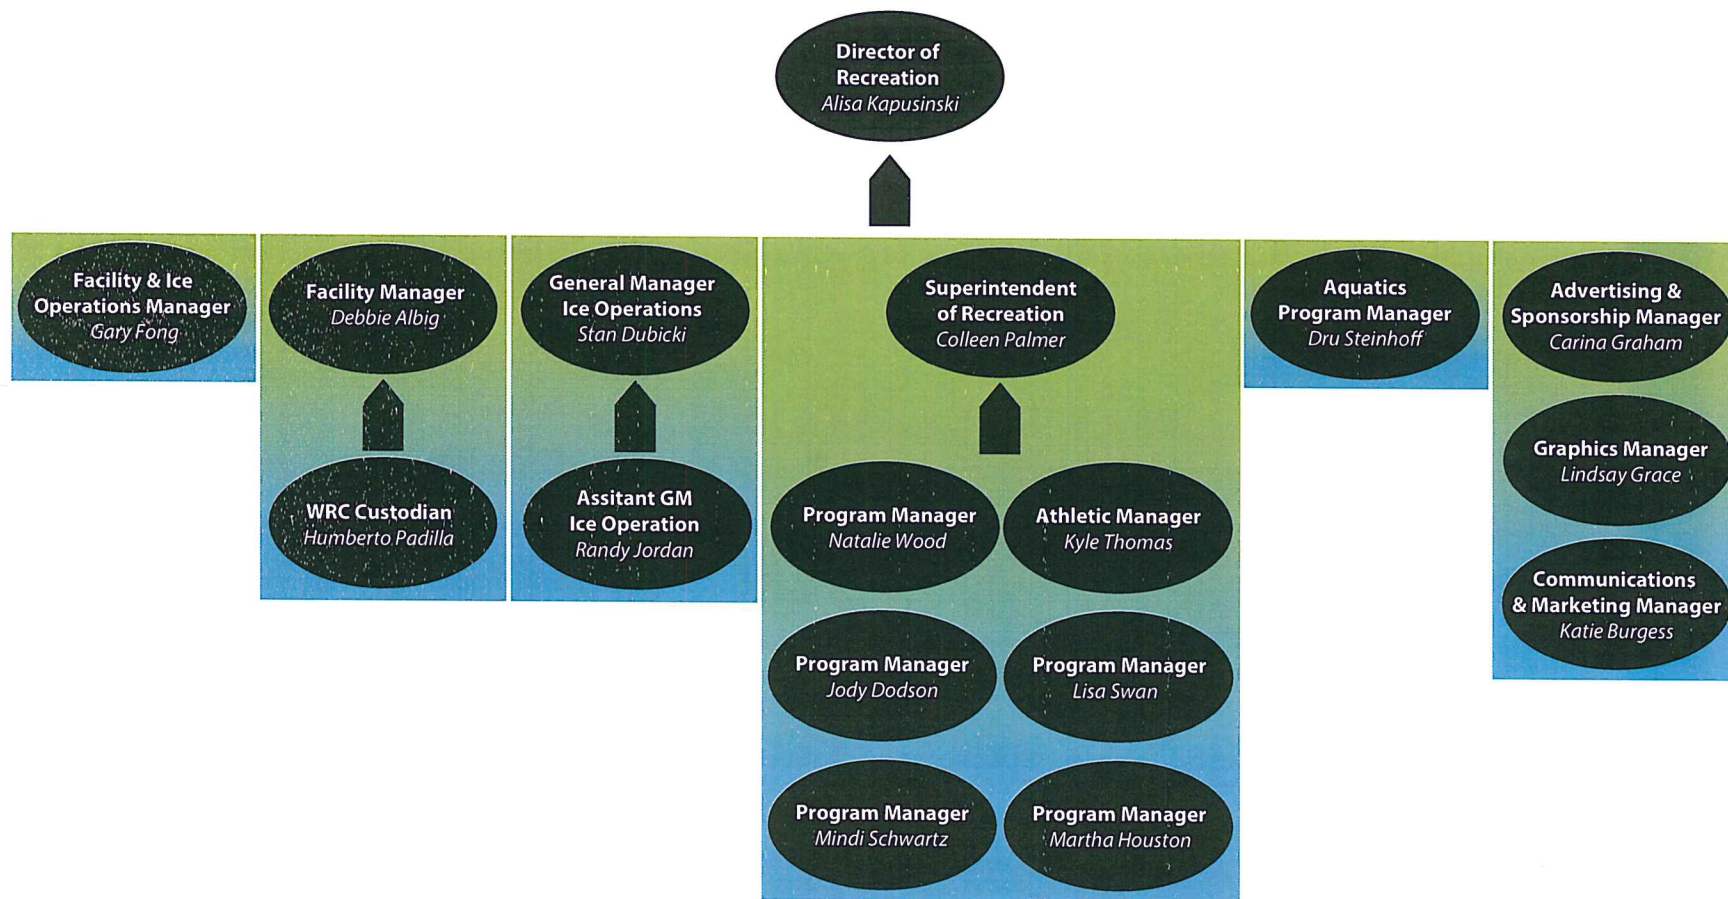 Director of
Recreation
Alisa Kapusinski
Facility & Ice
Operations Manager
Gary Fong
Facility Manager
Debbie Albig
WRC Custodian
Humberto Padilla
General Manager
Ice Operations
Stan Dubicki
Assitant GM
Ice Operation
Randy Jordan
Superintendent
of Recreation
Colleen Palmer
Program Manager
Natalie Wood
Athletic Manager
Kyle Thomas
Program Manager
Jody Dodson
Program Manager
Lisa Swan
Program Manager
Mindi Schwartz
Program Manager
Martha Houston
Aquatics
Program Manager
Dru Steinhoff
Advertising &
Sponsorship Manager
Carina Graham
Graphics Manager
Lindsay Grace
Communications
& Marketing Manager
Katie Burgess